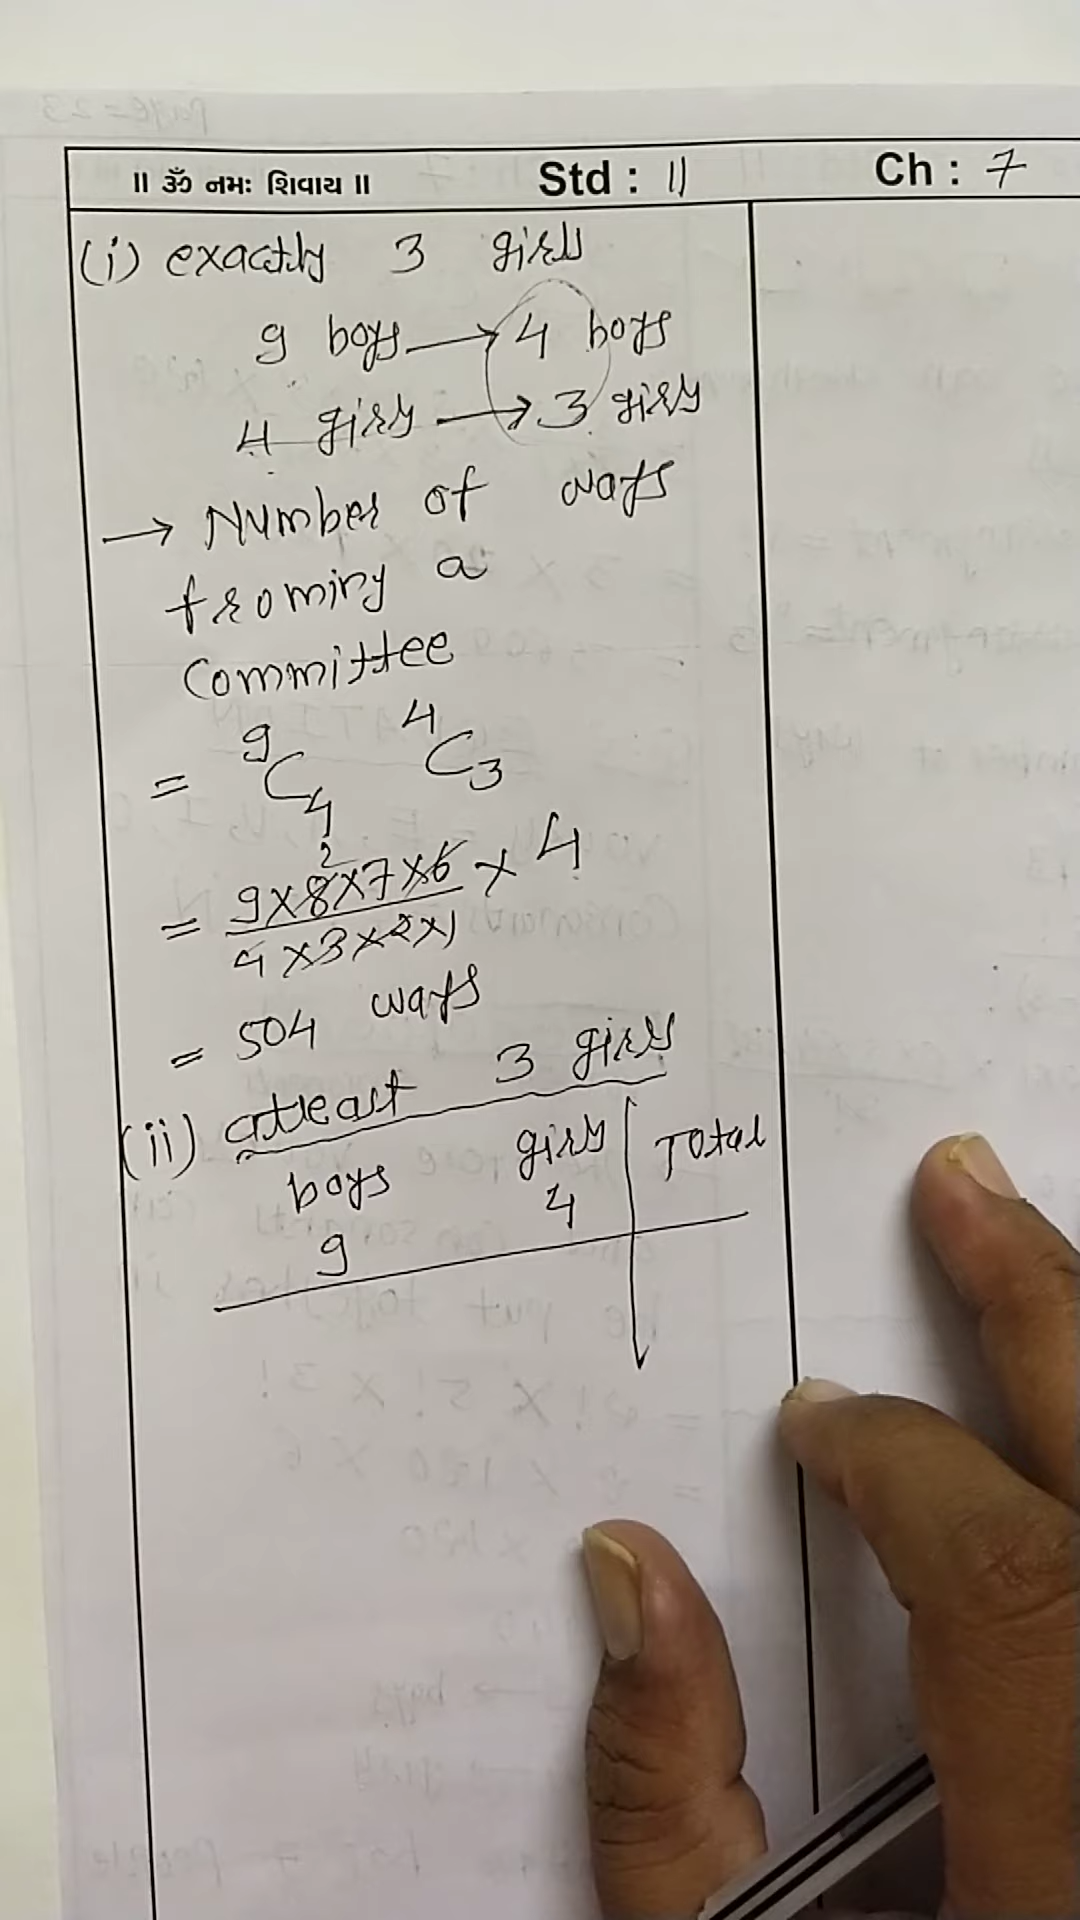 ॥ ૐ નમઃ શિવાય ॥ Std : 11 Ch : 7
(i) exactly 3 girls
9 boys → 4 boys
4 girls → 3 girls
→ Number of ways
froming a
Committee
= ⁹C₄ ⁴C₃
2
= 9×8×7×6 × 4
4×3×2×1
= 504 ways
(ii) atleast 3 girls
boys girls Total
9 4